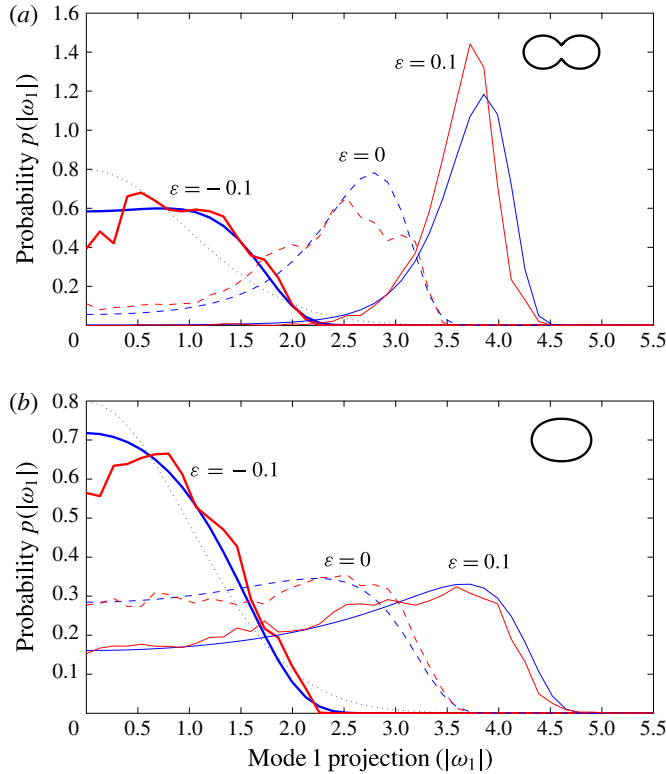 (a)
1.6
1.4
1.2
1.0
0.8
0.6
0.4
0.2
0
Probability p(|ω1|)
ε = 0.1
ε = 0
ε = −0.1
0.5 1.0 1.5 2.0 2.5 3.0 3.5 4.0 4.5 5.0 5.5
(b)
0.8
0.7
0.6
0.5
0.4
0.3
0.2
0.1
Probability p(|ω1|)
ε = −0.1
ε = 0
ε = 0.1
0 0.5 1.0 1.5 2.0 2.5 3.0 3.5 4.0 4.5 5.0 5.5
Mode 1 projection (|ω1|)